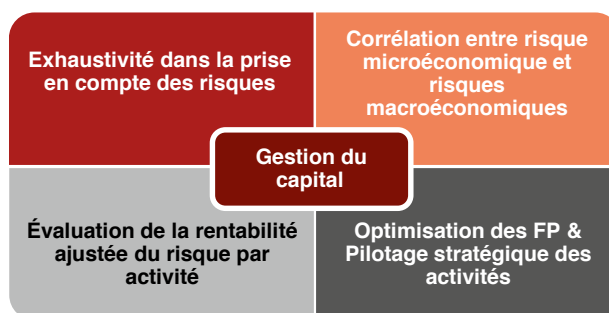 Exhaustivité dans la prise
en compte des risques
Corrélation entre risque
microéconomique et
risques
macroéconomiques
Gestion du
capital
Évaluation de la rentabilité
ajustée du risque par
activité
Optimisation des FP &
Pilotage stratégique des
activités